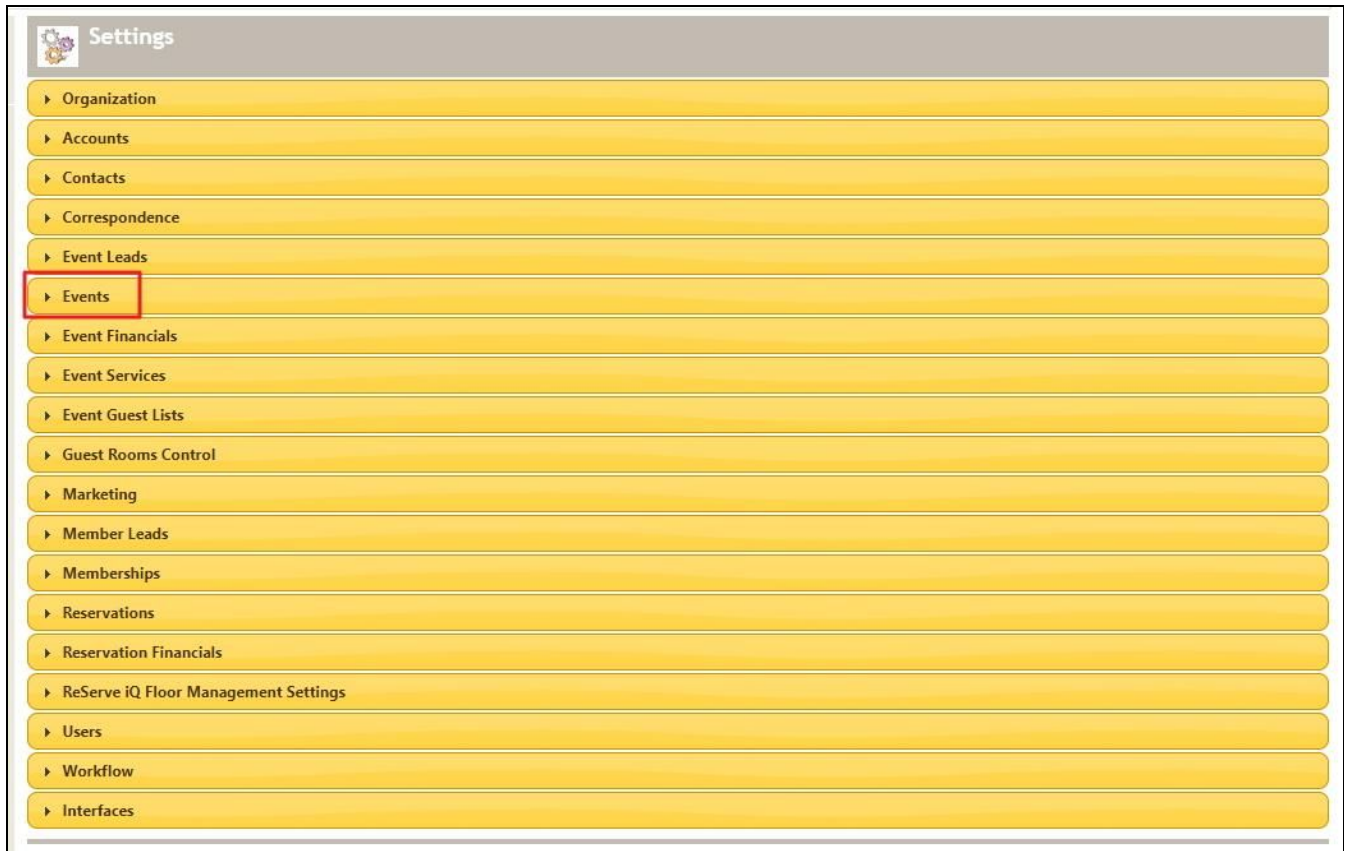 Settings
Organization
Accounts
Contacts
Correspondence
Event Leads
Events
Event Financials
Event Services
Event Guest Lists
Guest Rooms Control
Marketing
Member Leads
Memberships
Reservations
Reservation Financials
ReServe iQ Floor Management Settings
Users
Workflow
Interfaces